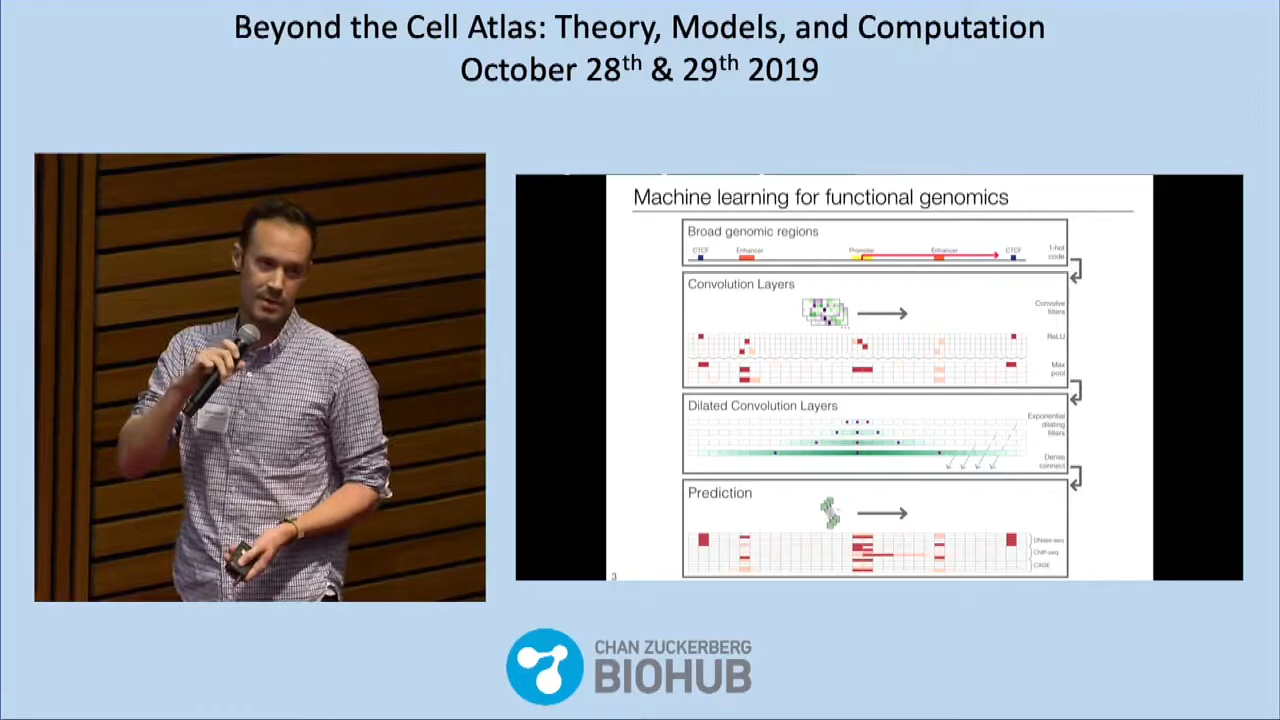 Beyond the Cell Atlas: Theory, Models, and Computation
October 28th & 29th 2019
Machine learning for functional genomics
Broad genomic regions
CTCF Enhancer Promoter Enhancer CTCF
1-hot
code
Convolution Layers
Convolve
filters
ReLU
Max
pool
Dilated Convolution Layers
Exponential
dilating
filters
Dense
connect
Prediction
DNase-seq
ChIP-seq
CAGE
3
CHAN ZUCKERBERG
BIOHUB